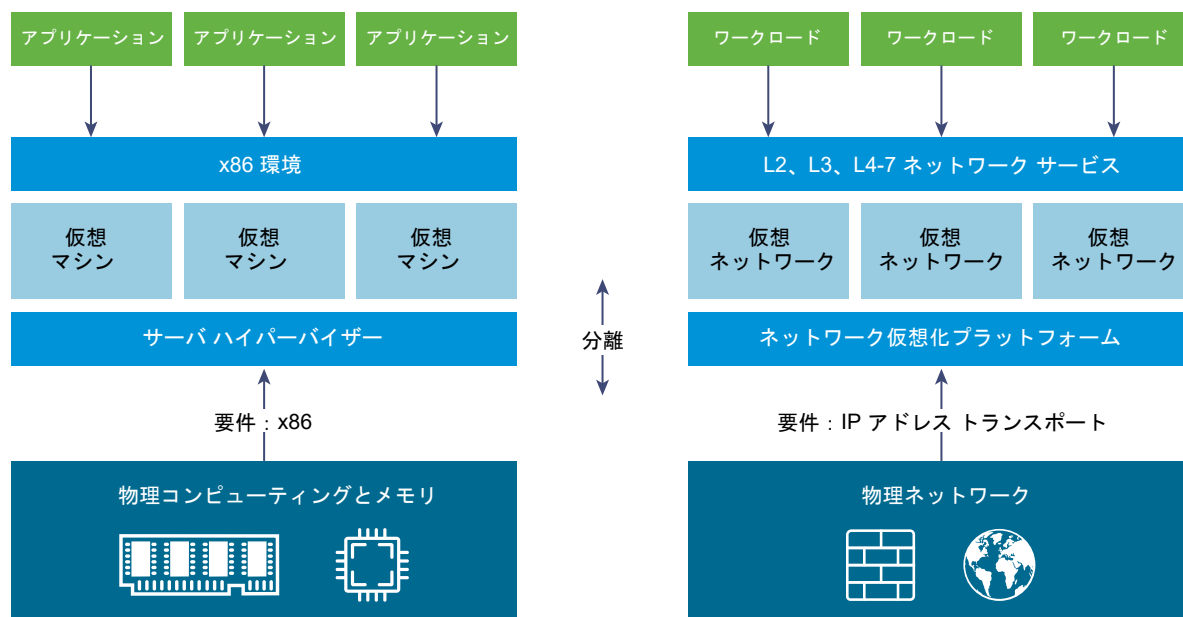 アプリケーション
アプリケーション
アプリケーション
x86 環境
仮想
マシン
仮想
マシン
仮想
マシン
サーバ ハイパーバイザー
要件：x86
物理コンピューティングとメモリ
分離
ワークロード
ワークロード
ワークロード
L2、L3、L4-7 ネットワーク サービス
仮想
ネットワーク
仮想
ネットワーク
仮想
ネットワーク
ネットワーク仮想化プラットフォーム
要件：IP アドレス トランスポート
物理ネットワーク